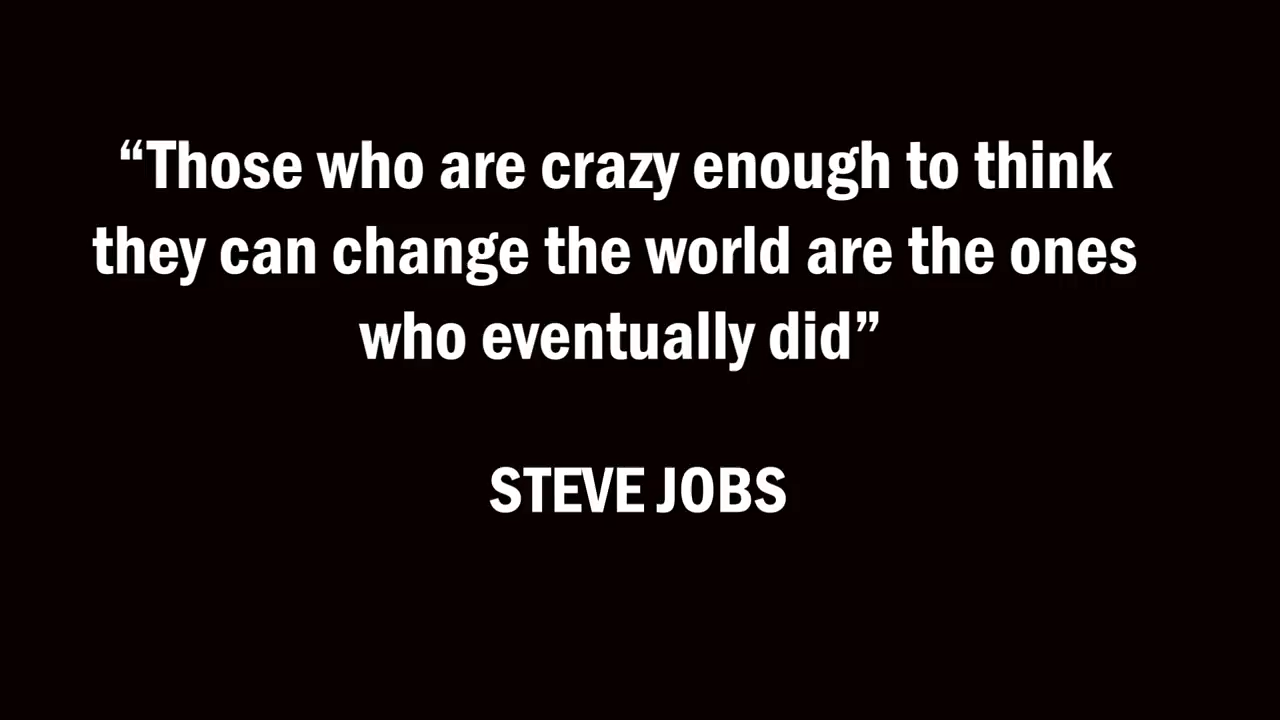 “Those who are crazy enough to think
they can change the world are the ones
who eventually did”
STEVE JOBS